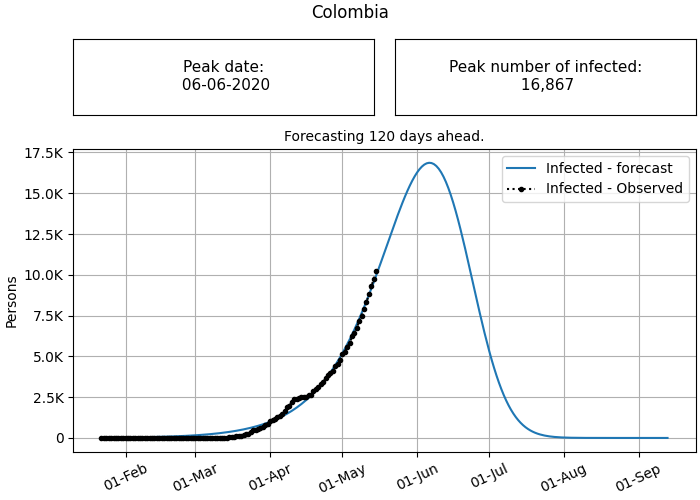 Colombia
Peak date:
06-06-2020
Peak number of infected:
16,867
Forecasting 120 days ahead.
17.5K
15.0K
12.5K
10.0K
7.5K
5.0K
2.5K
0
Persons
Infected - forecast
Infected - Observed
01-Feb
01-Mar
01-Apr
01-May
01-Jun
01-Jul
01-Aug
01-Sep